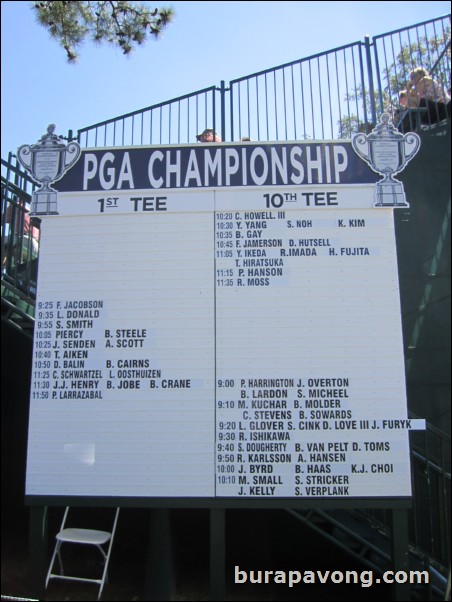 PGA CHAMPIONSHIP
1ST TEE
10TH TEE
10:20 C. HOWELL. III
10:30 Y. YANG S. NOH K. KIM
10:35 B. GAY
10:45 F. JAMERSON D. HUTSELL
11:05 Y. IKEDA R.IMADA H. FUJITA
T. HIRATSUKA
11:15 P. HANSON
11:35 R. MOSS
9:25 F. JACOBSON
9:35 L. DONALD
9:55 S. SMITH
10:05 PIERCY B. STEELE
10:25 J. SENDEN A. SCOTT
10:40 T. AIKEN
10:50 D. BALIN B. CAIRNS
11:25 C. SCHWARTZEL L. OOSTHUIZEN
11:30 J.J. HENRY B. JOBE B. CRANE
11:50 P. LARRAZABAL
9:00 P. HARRINGTON J. OVERTON
B. LARDON S. MICHEEL
9:10 M. KUCHAR B. MOLDER
C. STEVENS B. SOWARDS
9:20 L. GLOVER S. CINK D. LOVE III J. FURYK
9:30 R. ISHIKAWA
9:40 S. DOUGHERTY B. VAN PELT D. TOMS
9:50 R. KARLSSON A. HANSEN
10:00 J. BYRD B. HAAS K.J. CHOI
10:10 M. SMALL S. STRICKER
J. KELLY S. VERPLANK
burapavong.com